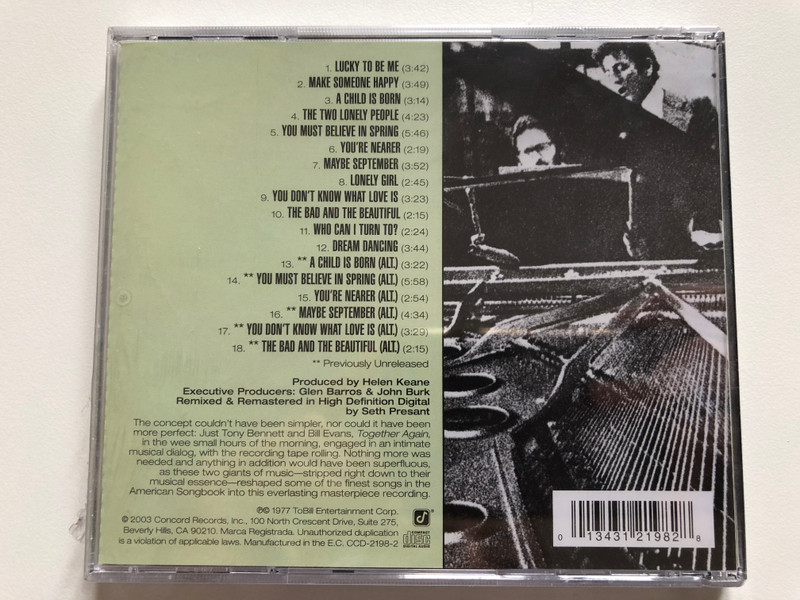 1. LUCKY TO BE ME (3:42)
2. MAKE SOMEONE HAPPY (3:49)
3. A CHILD IS BORN (3:14)
4. THE TWO LONELY PEOPLE (4:23)
5. YOU MUST BELIEVE IN SPRING (5:46)
6. YOU'RE NEARER (2:19)
7. MAYBE SEPTEMBER (3:52)
8. LONELY GIRL (2:45)
9. YOU DON'T KNOW WHAT LOVE IS (3:23)
10. THE BAD AND THE BEAUTIFUL (2:15)
11. WHO CAN I TURN TO? (2:24)
12. DREAM DANCING (3:44)
13. ** A CHILD IS BORN (ALT.) (3:22)
14. ** YOU MUST BELIEVE IN SPRING (ALT.) (5:58)
15. YOU'RE NEARER (ALT.) (2:54)
16. ** MAYBE SEPTEMBER (ALT.) (4:34)
17. ** YOU DON'T KNOW WHAT LOVE IS (ALT.) (3:29)
18. ** THE BAD AND THE BEAUTIFUL (ALT.) (2:15)
** Previously Unreleased
Produced by Helen Keane
Executive Producers: Glen Barros & John Burk
Remixed & Remastered in High Definition Digital
by Seth Presant
The concept couldn't have been simpler, nor could it have been
more perfect: Just Tony Bennett and Bill Evans, Together Again,
in the wee small hours of the morning, engaged in an intimate
musical dialog, with the recording tape rolling. Nothing more was
needed and anything in addition would have been superfluous,
as these two giants of music—stripped right down to their
musical essence—reshaped some of the finest songs in the
American Songbook into this everlasting masterpiece recording.
℗© 1977 ToBill Entertainment Corp.
© 2003 Concord Records, Inc., 100 North Crescent Drive, Suite 275,
Beverly Hills, CA 90210. Marca Registrada. Unauthorized duplication
is a violation of applicable laws. Manufactured in the E.C. CCD-2198-2
COMPACT
disc
DIGITAL AUDIO
0 13431 21982 8